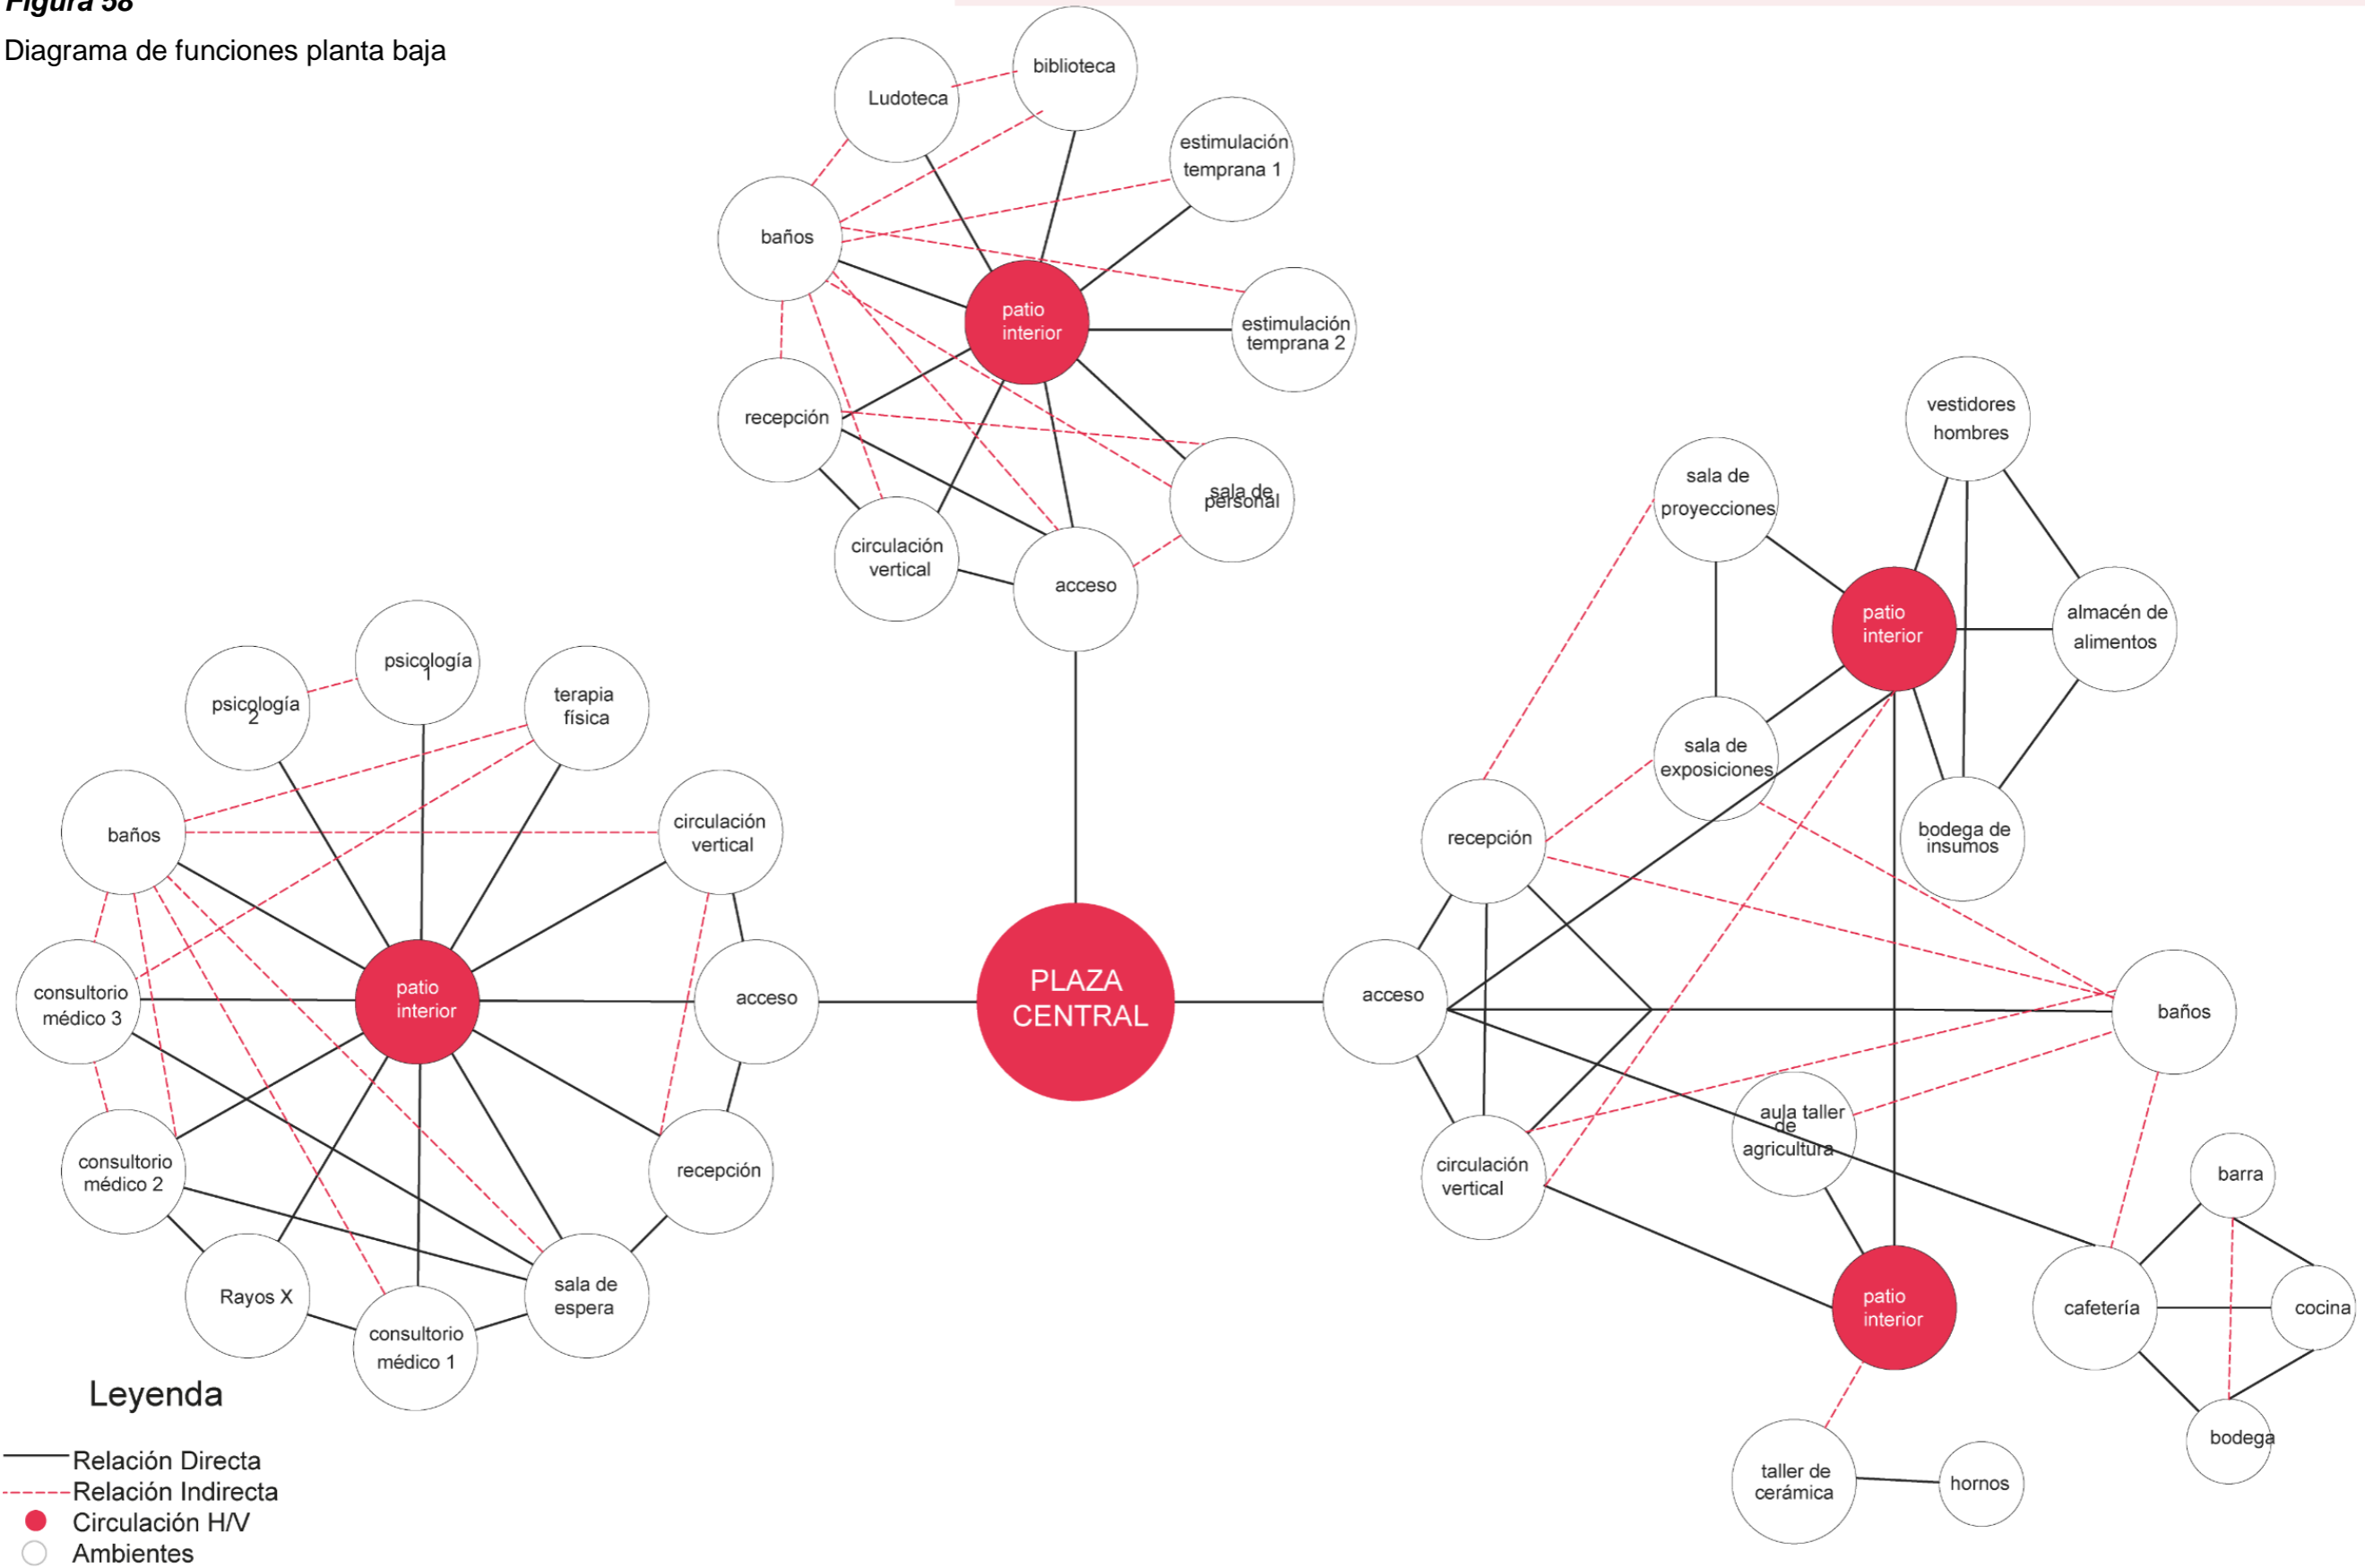 Figura 58
Diagrama de funciones planta baja
biblioteca
Ludoteca
estimulación
temprana 1
baños
patio
interior
estimulación
temprana 2
recepción
sala de
personal
circulación
vertical
acceso
psicología
1
psicología
2
terapia
física
baños
circulación
vertical
consultorio
médico 3
patio
interior
acceso
consultorio
médico 2
recepción
Rayos X
sala de
espera
consultorio
médico 1
PLAZA
CENTRAL
vestidores
hombres
sala de
proyecciones
patio
interior
almacén de
alimentos
sala de
exposiciones
recepción
bodega de
insumos
acceso
baños
aula taller
de
agricultura
circulación
vertical
barra
patio
interior
cafetería
cocina
bodega
taller de
cerámica
hornos
Leyenda
Relación Directa
Relación Indirecta
Circulación H/V
Ambientes